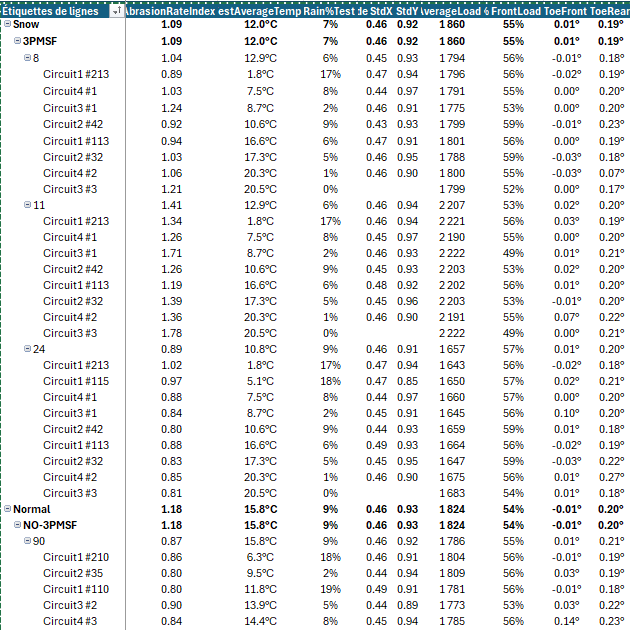 Étiquettes de lignes AbrasionRateIndex estAverageTemp Rain% Test le StdX StdY AverageLoad % FrontLoad ToeFront ToeRear
Snow 1.09 12.0°C 7% 0.46 0.92 1 860 55% 0.01° 0.19°
3PMSF 1.09 12.0°C 7% 0.46 0.92 1 860 55% 0.01° 0.19°
8 1.04 12.9°C 6% 0.45 0.93 1 794 56% -0.01° 0.18°
Circuit1 #213 0.89 1.8°C 17% 0.47 0.94 1 796 56% -0.02° 0.19°
Circuit4 #1 1.03 7.5°C 8% 0.44 0.97 1 791 55% 0.00° 0.20°
Circuit3 #1 1.24 8.7°C 2% 0.46 0.91 1 775 53% 0.00° 0.20°
Circuit2 #42 0.92 10.6°C 9% 0.43 0.93 1 799 59% -0.01° 0.23°
Circuit1 #113 0.94 16.6°C 6% 0.47 0.91 1 801 56% 0.00° 0.19°
Circuit2 #32 1.03 17.3°C 5% 0.46 0.95 1 788 59% -0.03° 0.18°
Circuit4 #2 1.06 20.3°C 1% 0.46 0.90 1 800 55% -0.03° 0.07°
Circuit3 #3 1.21 20.5°C 0% 1 799 52% 0.00° 0.17°
11 1.41 12.9°C 6% 0.46 0.94 2 207 53% 0.02° 0.20°
Circuit1 #213 1.34 1.8°C 17% 0.46 0.94 2 221 56% 0.03° 0.19°
Circuit4 #1 1.26 7.5°C 8% 0.45 0.97 2 190 55% 0.00° 0.20°
Circuit3 #1 1.71 8.7°C 2% 0.46 0.93 2 222 49% 0.01° 0.21°
Circuit2 #42 1.26 10.6°C 9% 0.45 0.93 2 203 53% 0.02° 0.20°
Circuit1 #113 1.19 16.6°C 6% 0.48 0.92 2 202 56% 0.01° 0.20°
Circuit2 #32 1.39 17.3°C 5% 0.45 0.96 2 203 53% -0.01° 0.20°
Circuit4 #2 1.36 20.3°C 1% 0.46 0.90 2 191 55% 0.07° 0.22°
Circuit3 #3 1.78 20.5°C 0% 2 222 49% 0.00° 0.21°
24 0.89 10.8°C 9% 0.46 0.91 1 657 57% 0.01° 0.20°
Circuit1 #213 1.02 1.8°C 17% 0.47 0.94 1 643 56% -0.02° 0.18°
Circuit1 #115 0.97 5.1°C 18% 0.47 0.85 1 650 57% 0.02° 0.21°
Circuit4 #1 0.88 7.5°C 8% 0.44 0.97 1 660 57% 0.00° 0.20°
Circuit3 #1 0.84 8.7°C 2% 0.45 0.91 1 645 56% 0.10° 0.20°
Circuit2 #42 0.80 10.6°C 9% 0.44 0.93 1 659 59% 0.01° 0.18°
Circuit1 #113 0.88 16.6°C 6% 0.49 0.93 1 664 56% -0.02° 0.19°
Circuit2 #32 0.83 17.3°C 5% 0.45 0.95 1 647 59% -0.03° 0.22°
Circuit4 #2 0.85 20.3°C 1% 0.46 0.90 1 675 56% 0.01° 0.27°
Circuit3 #3 0.81 20.5°C 0% 1 683 54% 0.01° 0.18°
Normal 1.18 15.8°C 9% 0.46 0.93 1 824 54% -0.01° 0.20°
NO-3PMSF 1.18 15.8°C 9% 0.46 0.93 1 824 54% -0.01° 0.20°
90 0.87 15.8°C 9% 0.46 0.92 1 786 55% 0.01° 0.21°
Circuit1 #210 0.86 6.3°C 18% 0.46 0.91 1 804 56% -0.01° 0.19°
Circuit2 #35 0.80 9.5°C 2% 0.44 0.94 1 809 56% 0.03° 0.19°
Circuit1 #110 0.80 11.8°C 19% 0.49 0.91 1 781 56% -0.01° 0.18°
Circuit3 #2 0.90 13.9°C 5% 0.44 0.89 1 773 53% 0.02° 0.22°
Circuit4 #3 0.84 14.4°C 8% 0.45 0.94 1 785 56% 0.14° 0.23°